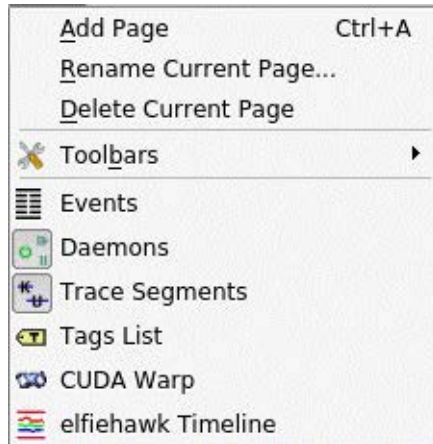 Add Page Ctrl+A
Rename Current Page...
Delete Current Page
Toolbars
Events
Daemons
Trace Segments
T Tags List
CUDA Warp
elfiehawk Timeline